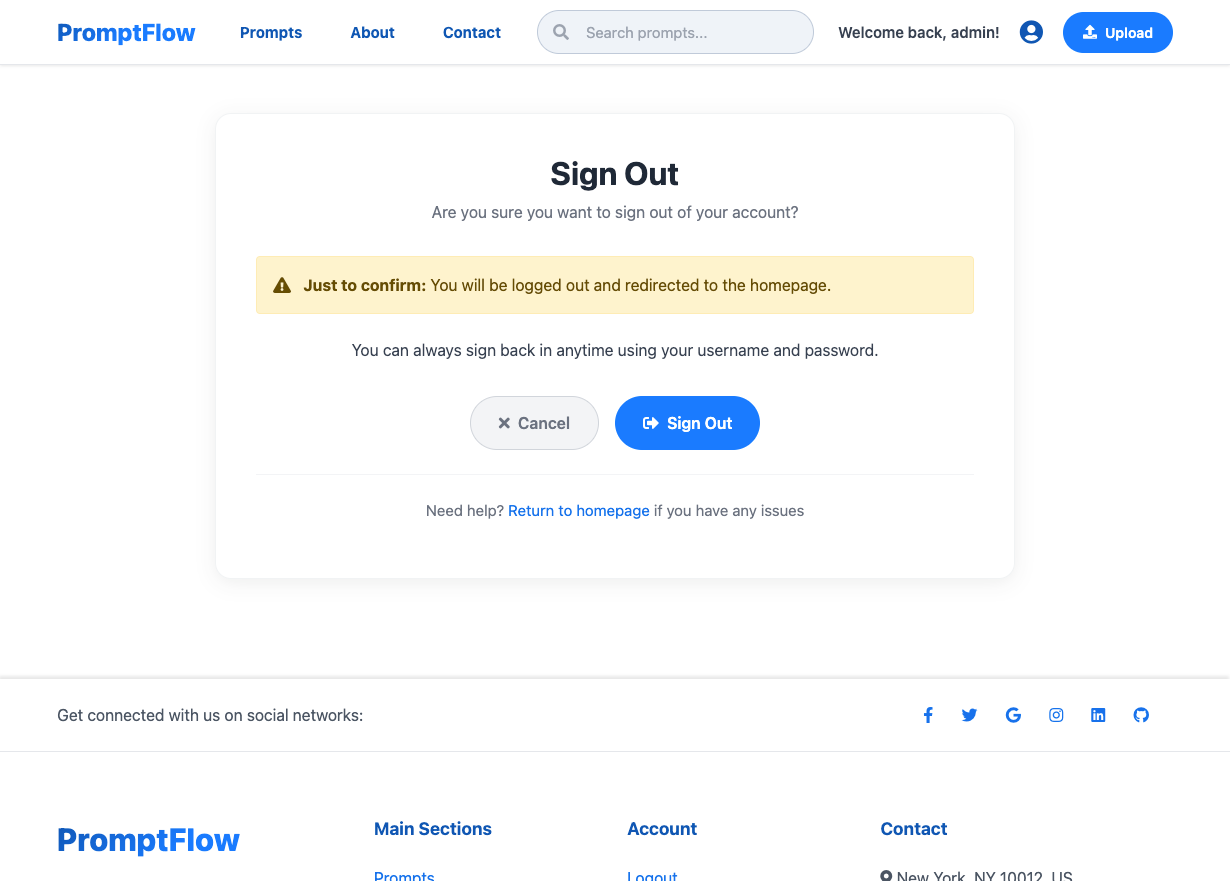 PromptFlow
Prompts
About
Contact
Search prompts...
Welcome back, admin!
Upload
Sign Out
Are you sure you want to sign out of your account?
Just to confirm: You will be logged out and redirected to the homepage.
You can always sign back in anytime using your username and password.
Cancel
Sign Out
Need help? Return to homepage if you have any issues
Get connected with us on social networks:
PromptFlow
Main Sections
Prompts
Account
Logout
Contact
New York, NY 10012, US